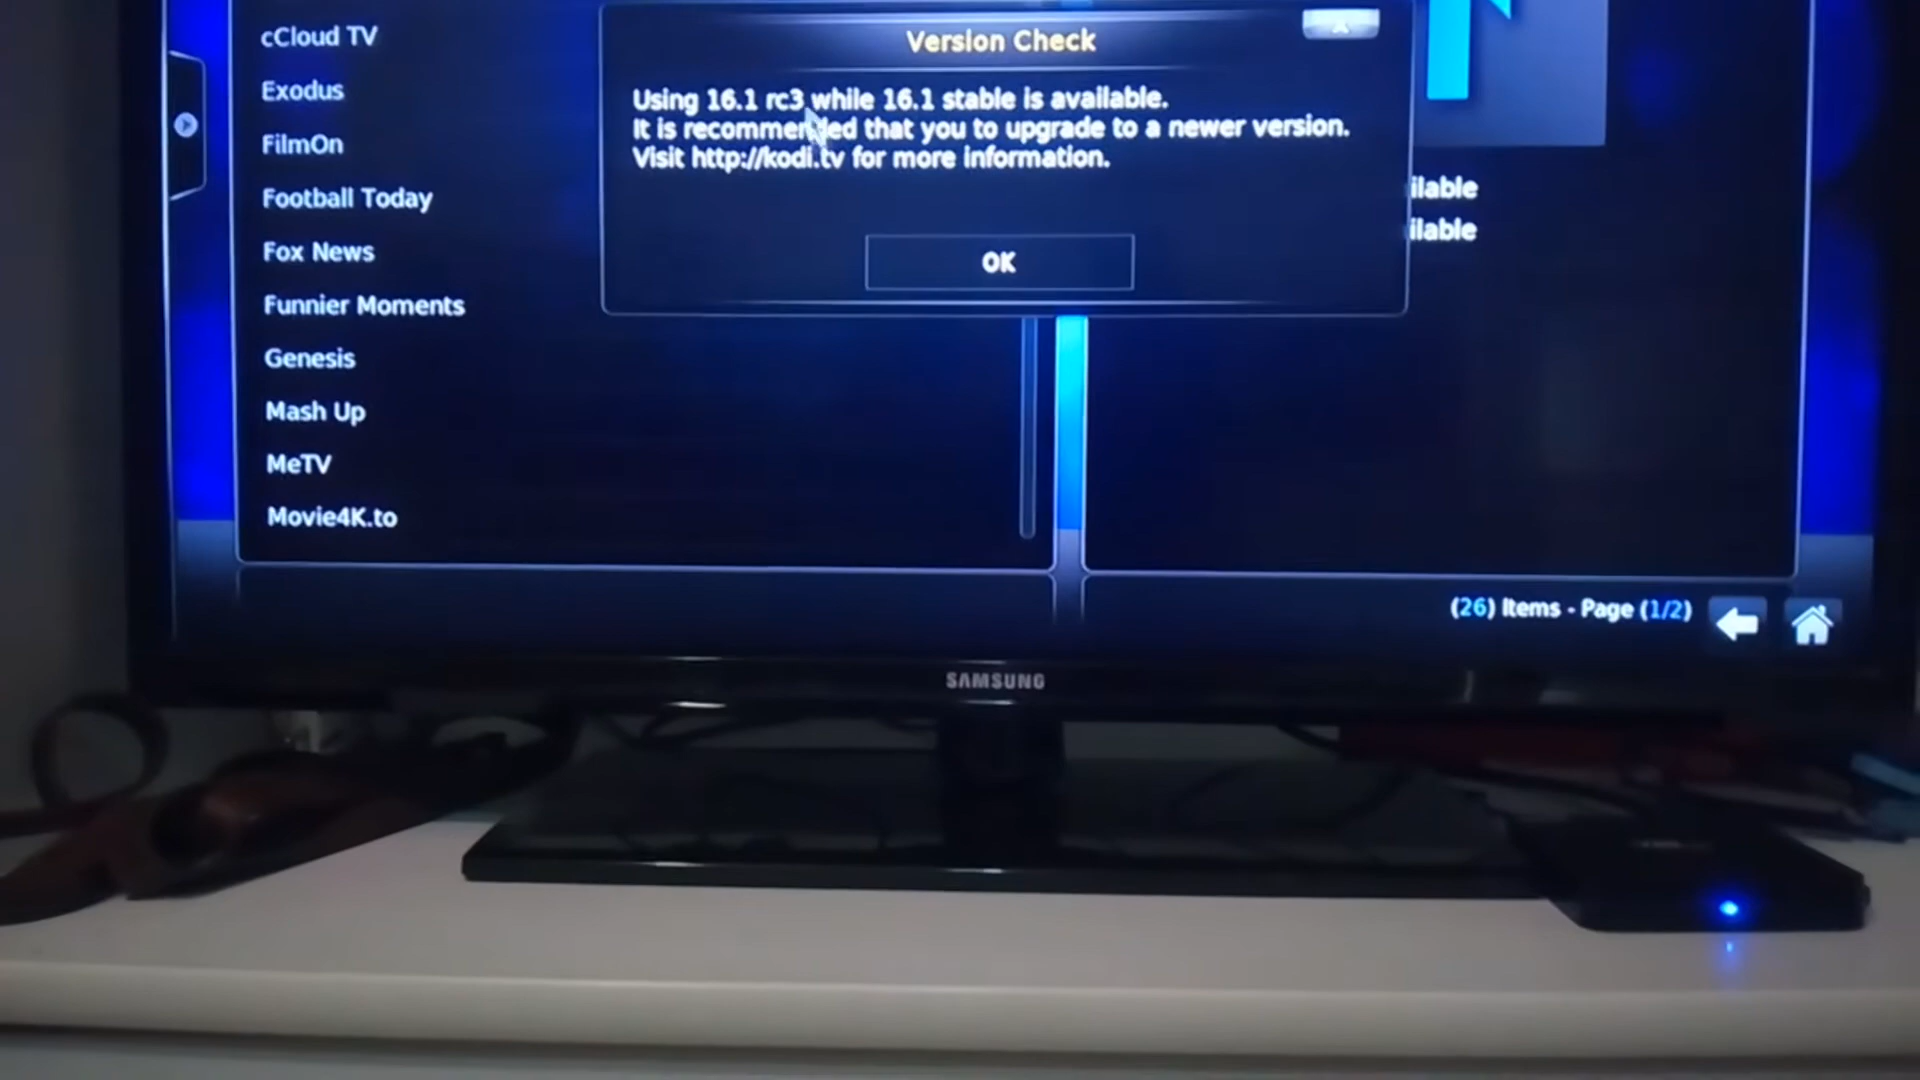 cCloud TV
Exodus
FilmOn
Football Today
Fox News
Funnier Moments
Genesis
Mash Up
MeTV
Movie4K.to
Version Check
Using 16.1 rc3 while 16.1 stable is available.
It is recommended that you to upgrade to a newer version.
Visit http://kodi.tv for more information.
OK
ilable
ilable
(26) Items - Page (1/2)
SAMSUNG